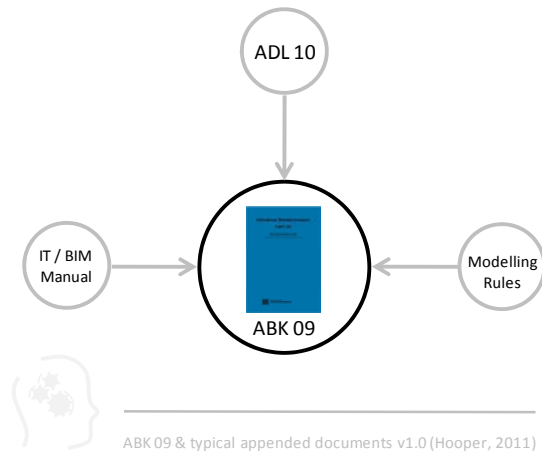 ADL 10
IT / BIM
Manual
Modelling
Rules
ABK 09
ABK 09 & typical appended documents v1.0 (Hooper, 2011)